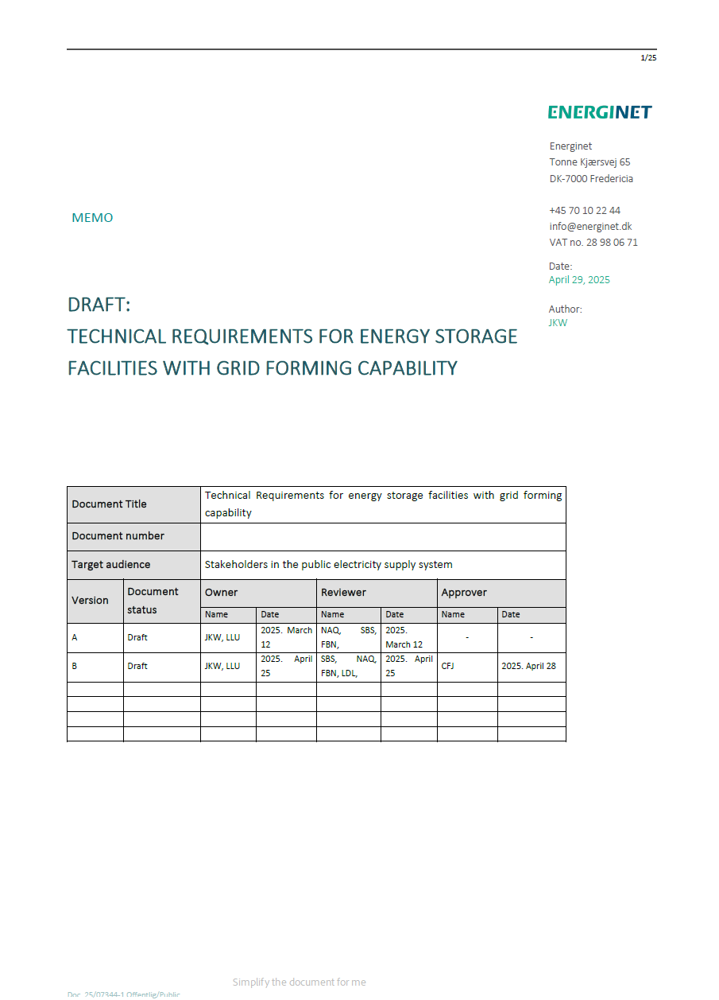 1/25
ENERGINET
Energinet
Tonne Kjærsvej 65
DK-7000 Fredericia
+45 70 10 22 44
info@energinet.dk
VAT no. 28 98 06 71
Date:
April 29, 2025
Author:
JKW
MEMO
DRAFT:
TECHNICAL REQUIREMENTS FOR ENERGY STORAGE
FACILITIES WITH GRID FORMING CAPABILITY
Document Title
Technical Requirements for energy storage facilities with grid forming
capability
Document number
Target audience
Stakeholders in the public electricity supply system
Version
Document
status
Owner
Reviewer
Approver
Name
Date
Name
Date
Name
Date
A
Draft
JKW, LLU
2025. March
12
NAQ, SBS,
FBN,
2025.
March 12
-
-
B
Draft
JKW, LLU
2025. April
25
SBS, NAQ,
FBN, LDL,
2025. April
25
CFJ
2025. April 28
Simplify the document for me
Doc. 25/07344-1 Offentlig/Public